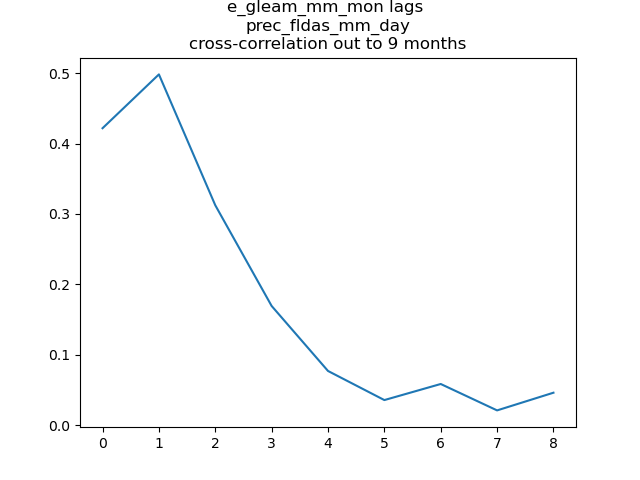 e_gleam_mm_mon lags
prec_fldas_mm_day
cross-correlation out to 9 months
0.5
0.4
0.3
0.2
0.1
0.0
0 1 2 3 4 5 6 7 8